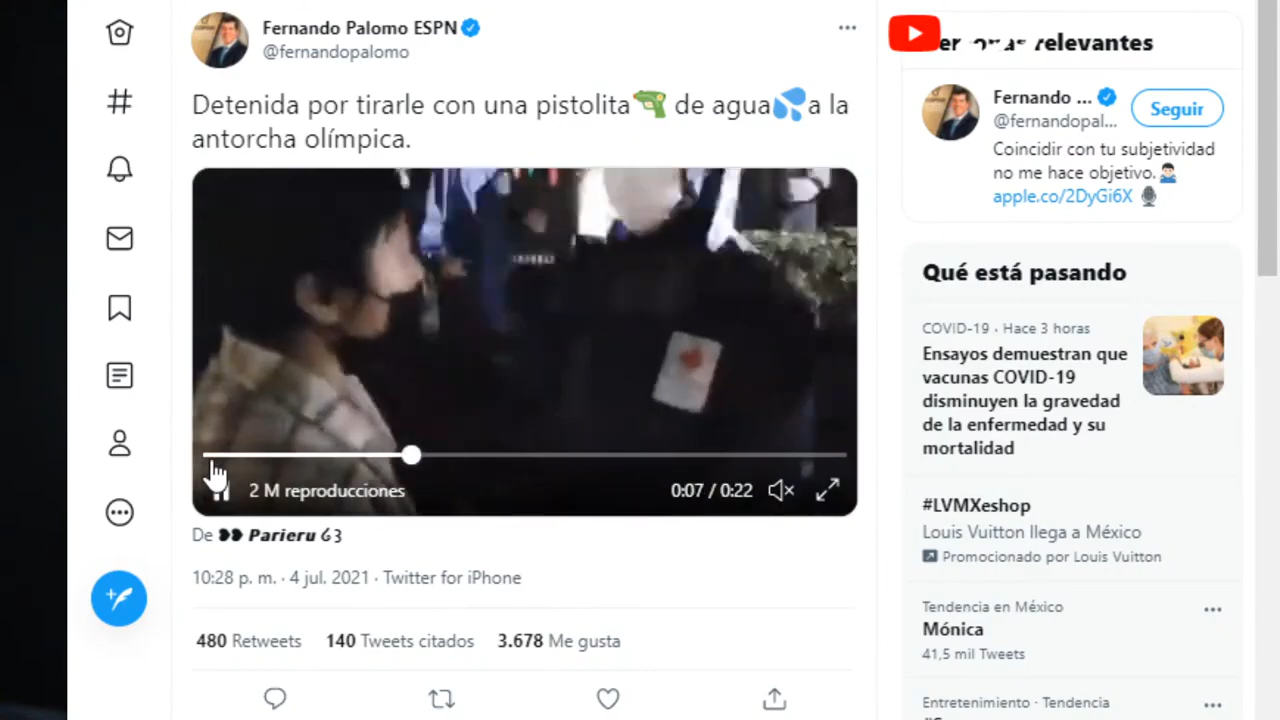 Fernando Palomo ESPN
@fernandopalomo
Detenida por tirarle con una pistolita🔫 de agua💦a la
antorcha olímpica.
2 M reproducciones
0:07 / 0:22
De ❥❥ Parieru ໒3
10:28 p. m. · 4 jul. 2021 · Twitter for iPhone
480 Retweets 140 Tweets citados 3.678 Me gusta
relevantes
Fernando ...
@fernandopal...
Seguir
Coincidir con tu subjetividad
no me hace objetivo.🤷🏻‍♂️
apple.co/2DyGi6X 🎙️
Qué está pasando
COVID-19 · Hace 3 horas
Ensayos demuestran que
vacunas COVID-19
disminuyen la gravedad
de la enfermedad y su
mortalidad
#LVMXeshop
Louis Vuitton llega a México
Promocionado por Louis Vuitton
Tendencia en México
Mónica
41,5 mil Tweets
Entretenimiento · Tendencia